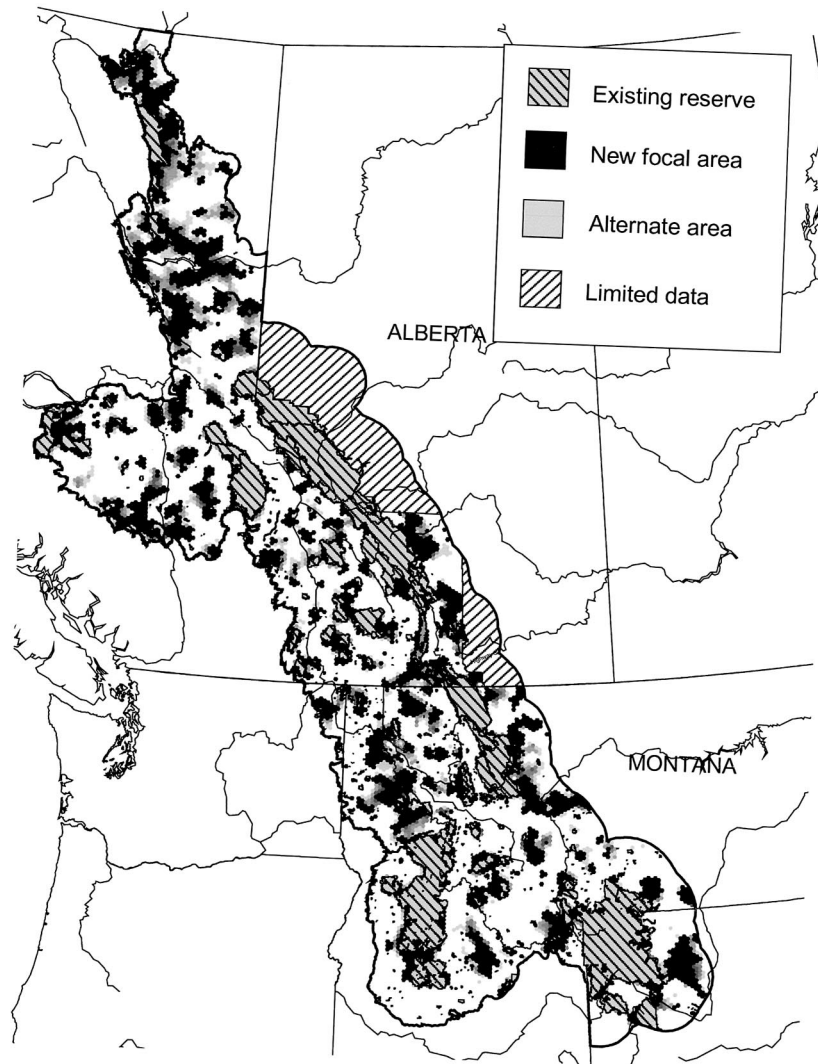 Existing reserve
New focal area
Alternate area
Limited data
ALBERTA
MONTANA